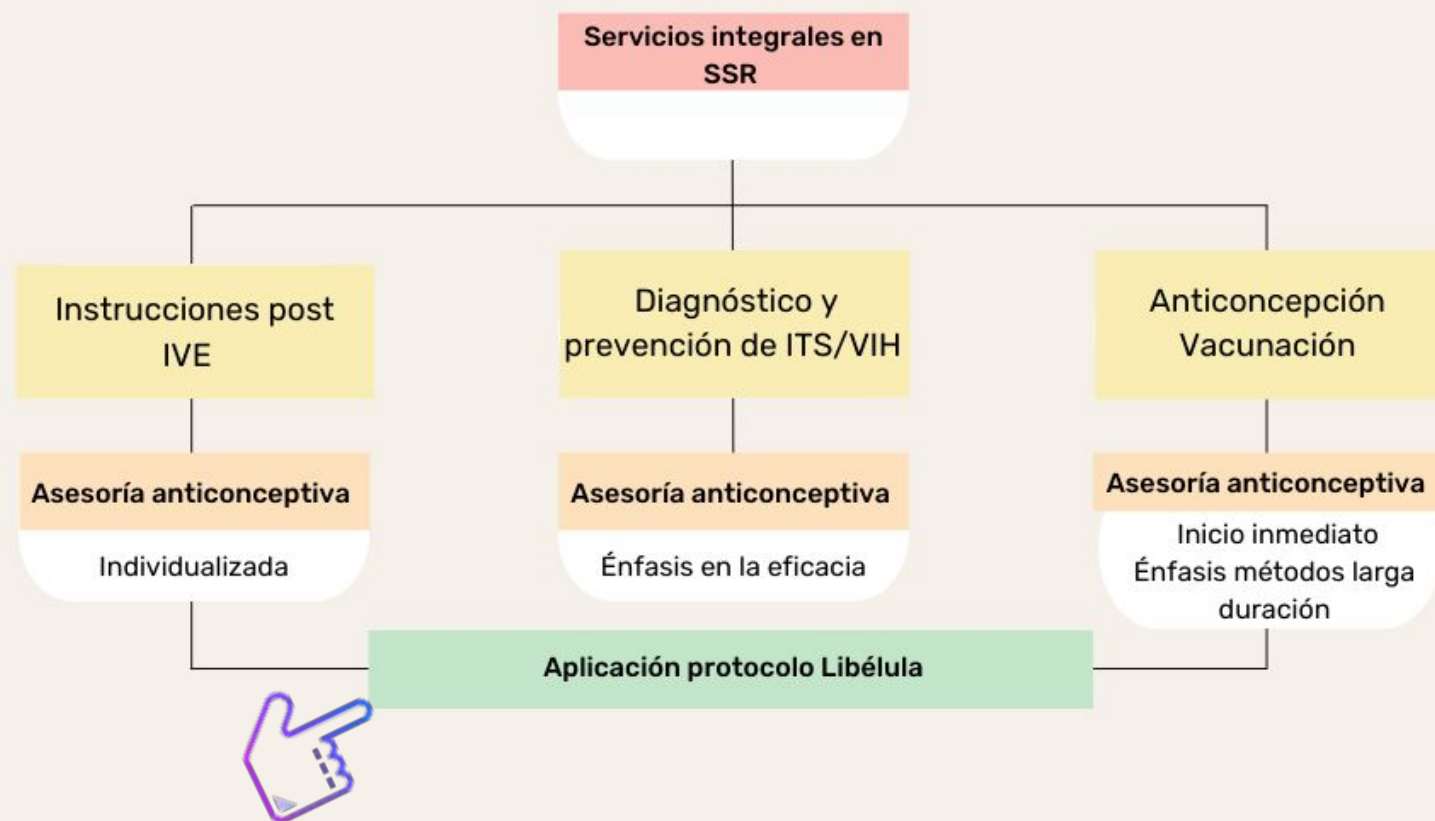 Servicios integrales en
SSR
Instrucciones post
IVE
Diagnóstico y
prevención de ITS/VIH
Anticoncepción
Vacunación
Asesoría anticonceptiva
Individualizada
Asesoría anticonceptiva
Énfasis en la eficacia
Asesoría anticonceptiva
Inicio inmediato
Énfasis métodos larga
duración
Aplicación protocolo Libélula